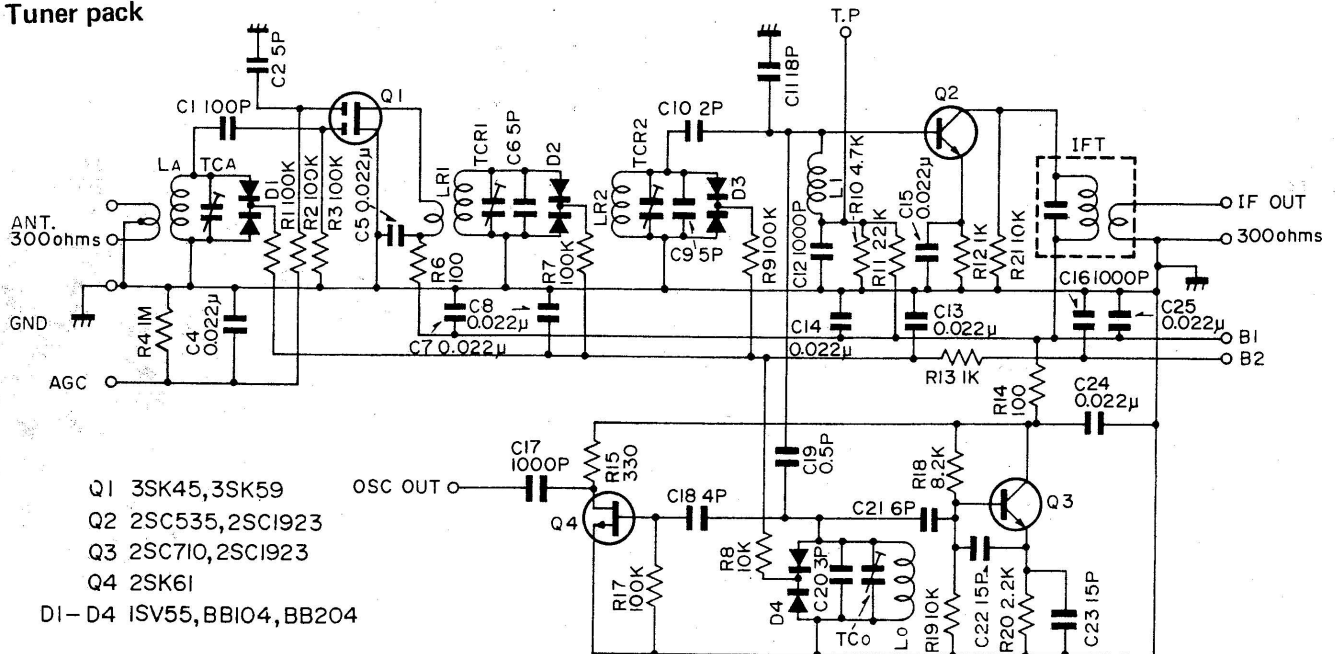 Tuner pack
T.P
C2 5P
C11 18P
Q1
Q2
C1 100P
C10 2P
LA
TCA
D1
R1 100K
R2 100K
R3 100K
C5 0.022µ
LR1
TCR1
C6 5P
D2
LR2
TCR2
D3
C9 5P
L1
R10 4.7K
C15
0.022µ
IFT
ANT.
300ohms
IF OUT
300ohms
R6
100
R7
100K
R9 100K
C12 1000P
R11 22K
R12 1K
R21 10K
C16 1000P
GND
R4 1M
C4
0.022µ
C8
0.022µ
C7 0.022µ
C14
0.022µ
C13
0.022µ
C25
0.022µ
B1
B2
R13 1K
AGC
R14
100
C24
0.022µ
C17
1000P
R15
330
C19
0.5P
R18
8.2K
OSC OUT
Q4
C18 4P
C21 6P
Q3
R17
100K
R8
10K
D4
C20 3P
TCo
Lo
R19 10K
C22 15P
R20 2.2K
C23 15P
Q1 3SK45,3SK59
Q2 2SC535,2SC1923
Q3 2SC710,2SC1923
Q4 2SK61
D1-D4 1SV55,BB104,BB204